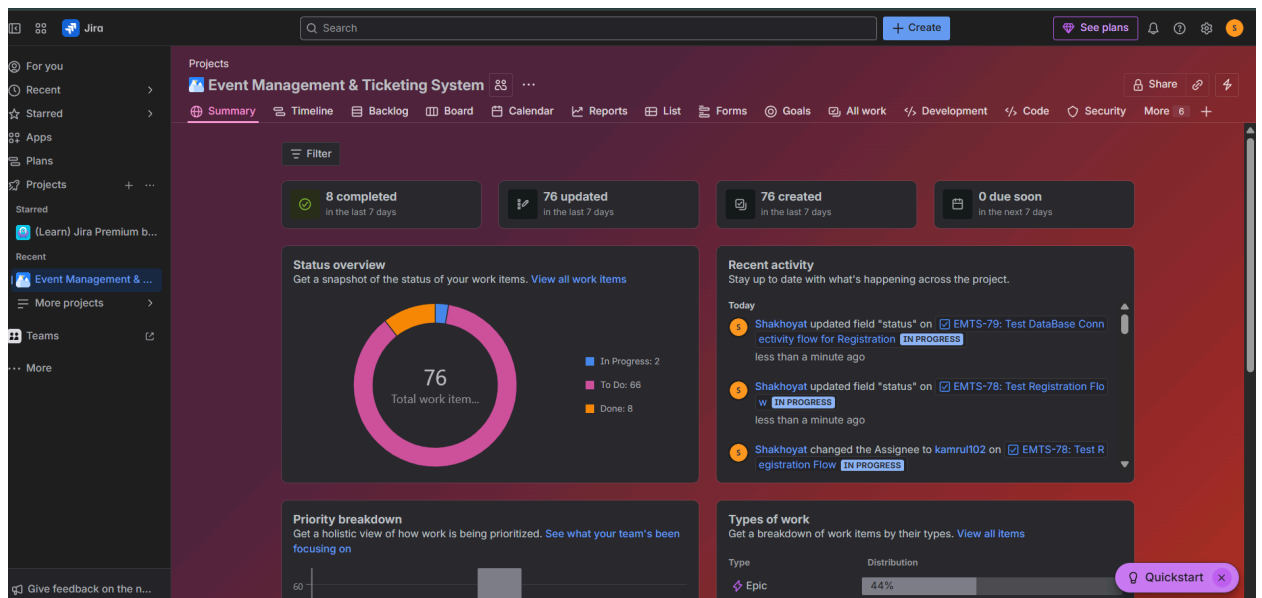 Jira
Search
Create
See plans
S
For you
Recent
Starred
Apps
Plans
Projects
Starred
(Learn) Jira Premium b...
Recent
Event Management & ...
More projects
Teams
More
Give feedback on the n...
Projects
Event Management & Ticketing System
Share
Summary Timeline Backlog Board Calendar Reports List Forms Goals All work Development Code Security More 6
Filter
8 completed
in the last 7 days
76 updated
in the last 7 days
76 created
in the last 7 days
0 due soon
in the next 7 days
Status overview
Get a snapshot of the status of your work items. View all work items
76
Total work item...
In Progress: 2
To Do: 66
Done: 8
Recent activity
Stay up to date with what's happening across the project.
Today
S
Shakhoyat updated field "status" on EMTS-79: Test DataBase Conn
ectivity flow for Registration IN PROGRESS
less than a minute ago
Shakhoyat updated field "status" on EMTS-78: Test Registration Flo
S
w IN PROGRESS
less than a minute ago
S
Shakhoyat changed the Assignee to kamrul102 on EMTS-78: Test R
egistration Flow IN PROGRESS
Priority breakdown
Get a holistic view of how work is being prioritized. See what your team's been
focusing on
60
Types of work
Get a breakdown of work items by their types. View all items
Type Distribution
Epic 44%
Quickstart